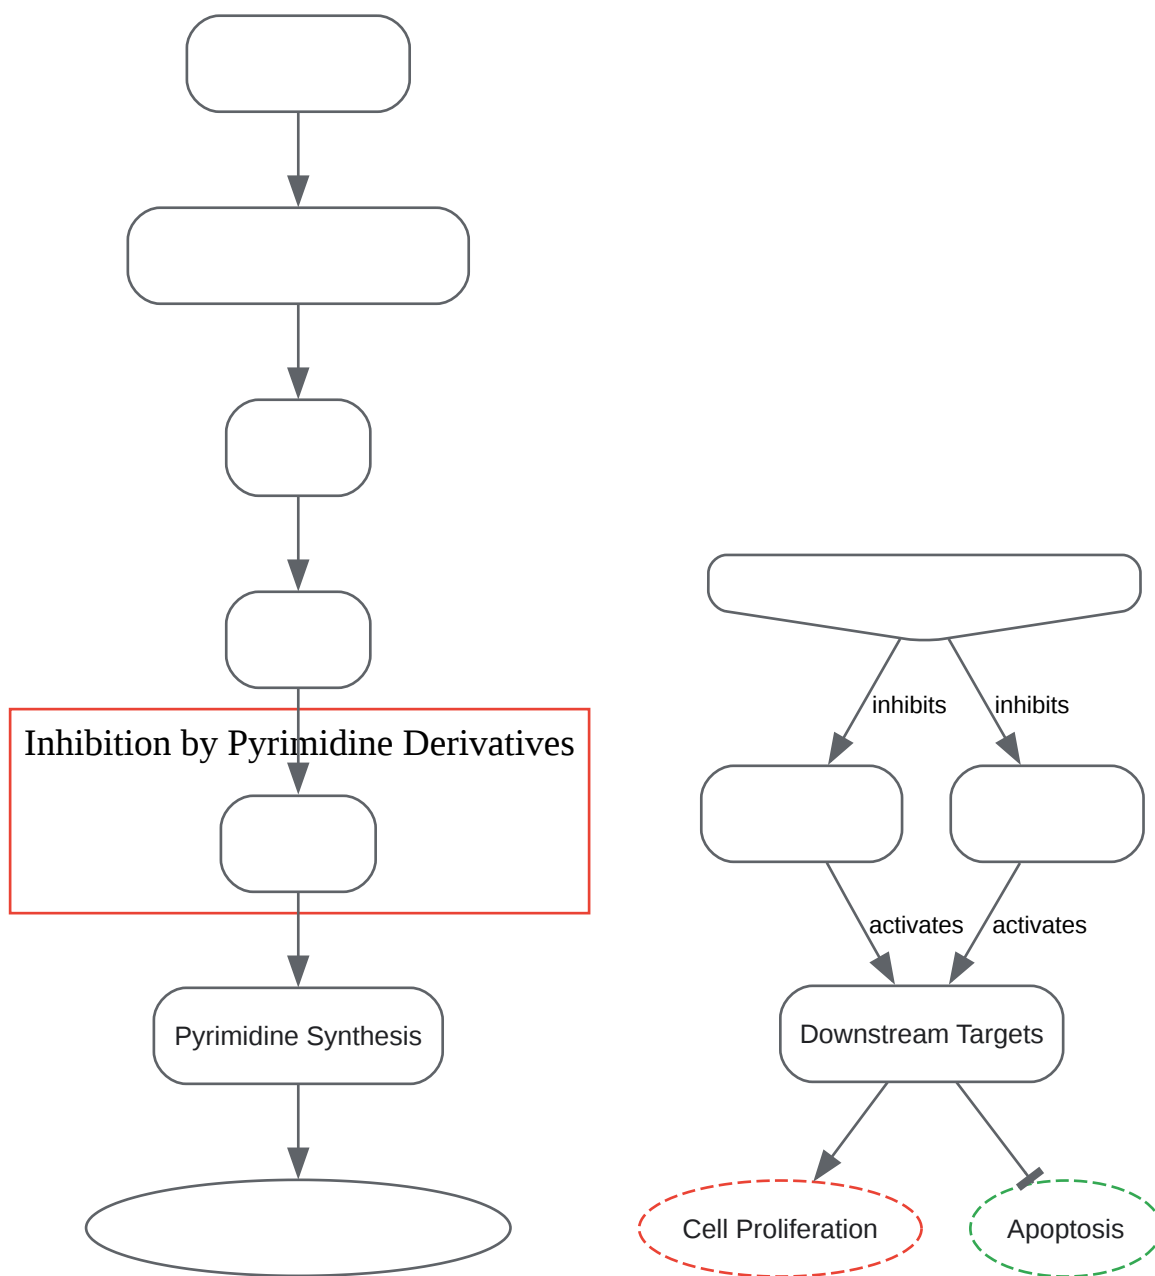 inhibits
inhibits
Inhibition by Pyrimidine Derivatives
activates
activates
Pyrimidine Synthesis
Downstream Targets
Cell Proliferation
Apoptosis